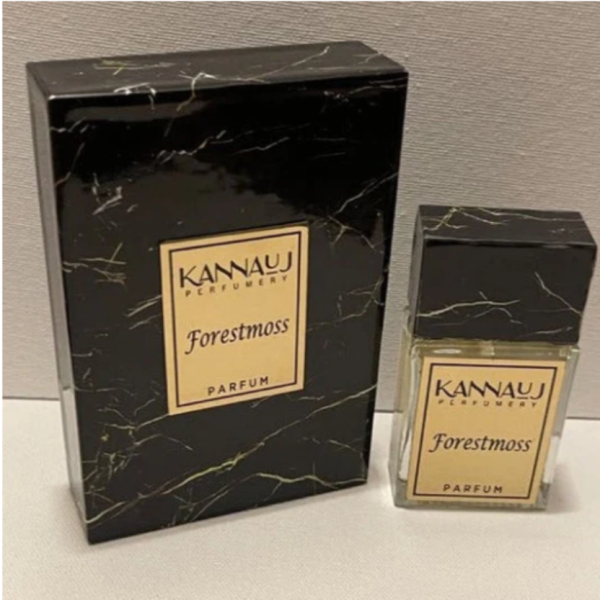 KANNAUJ
PERFUMERY
Forestmoss
PARFUM
KANNAUJ
PERFUMERY
Forestmoss
PARFUM